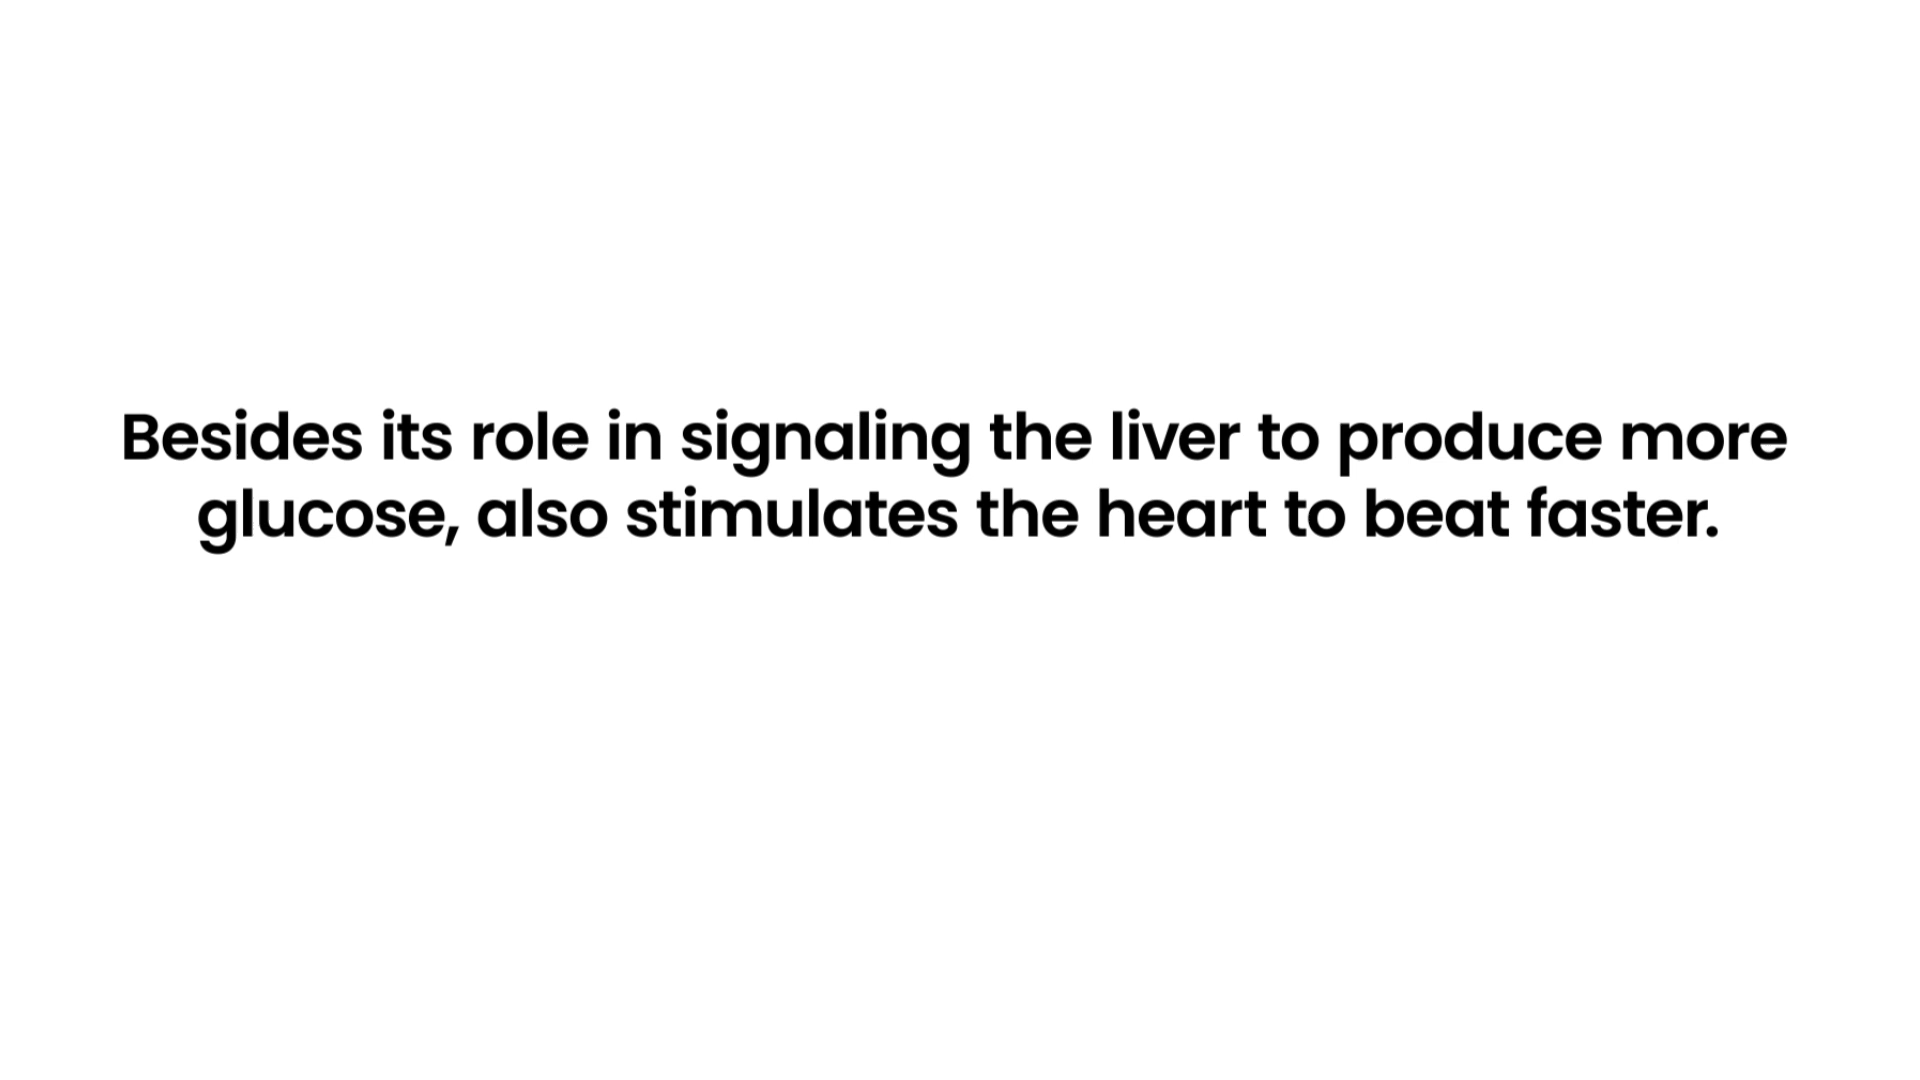 Besides its role in signaling the liver to produce more
glucose, also stimulates the heart to beat faster.